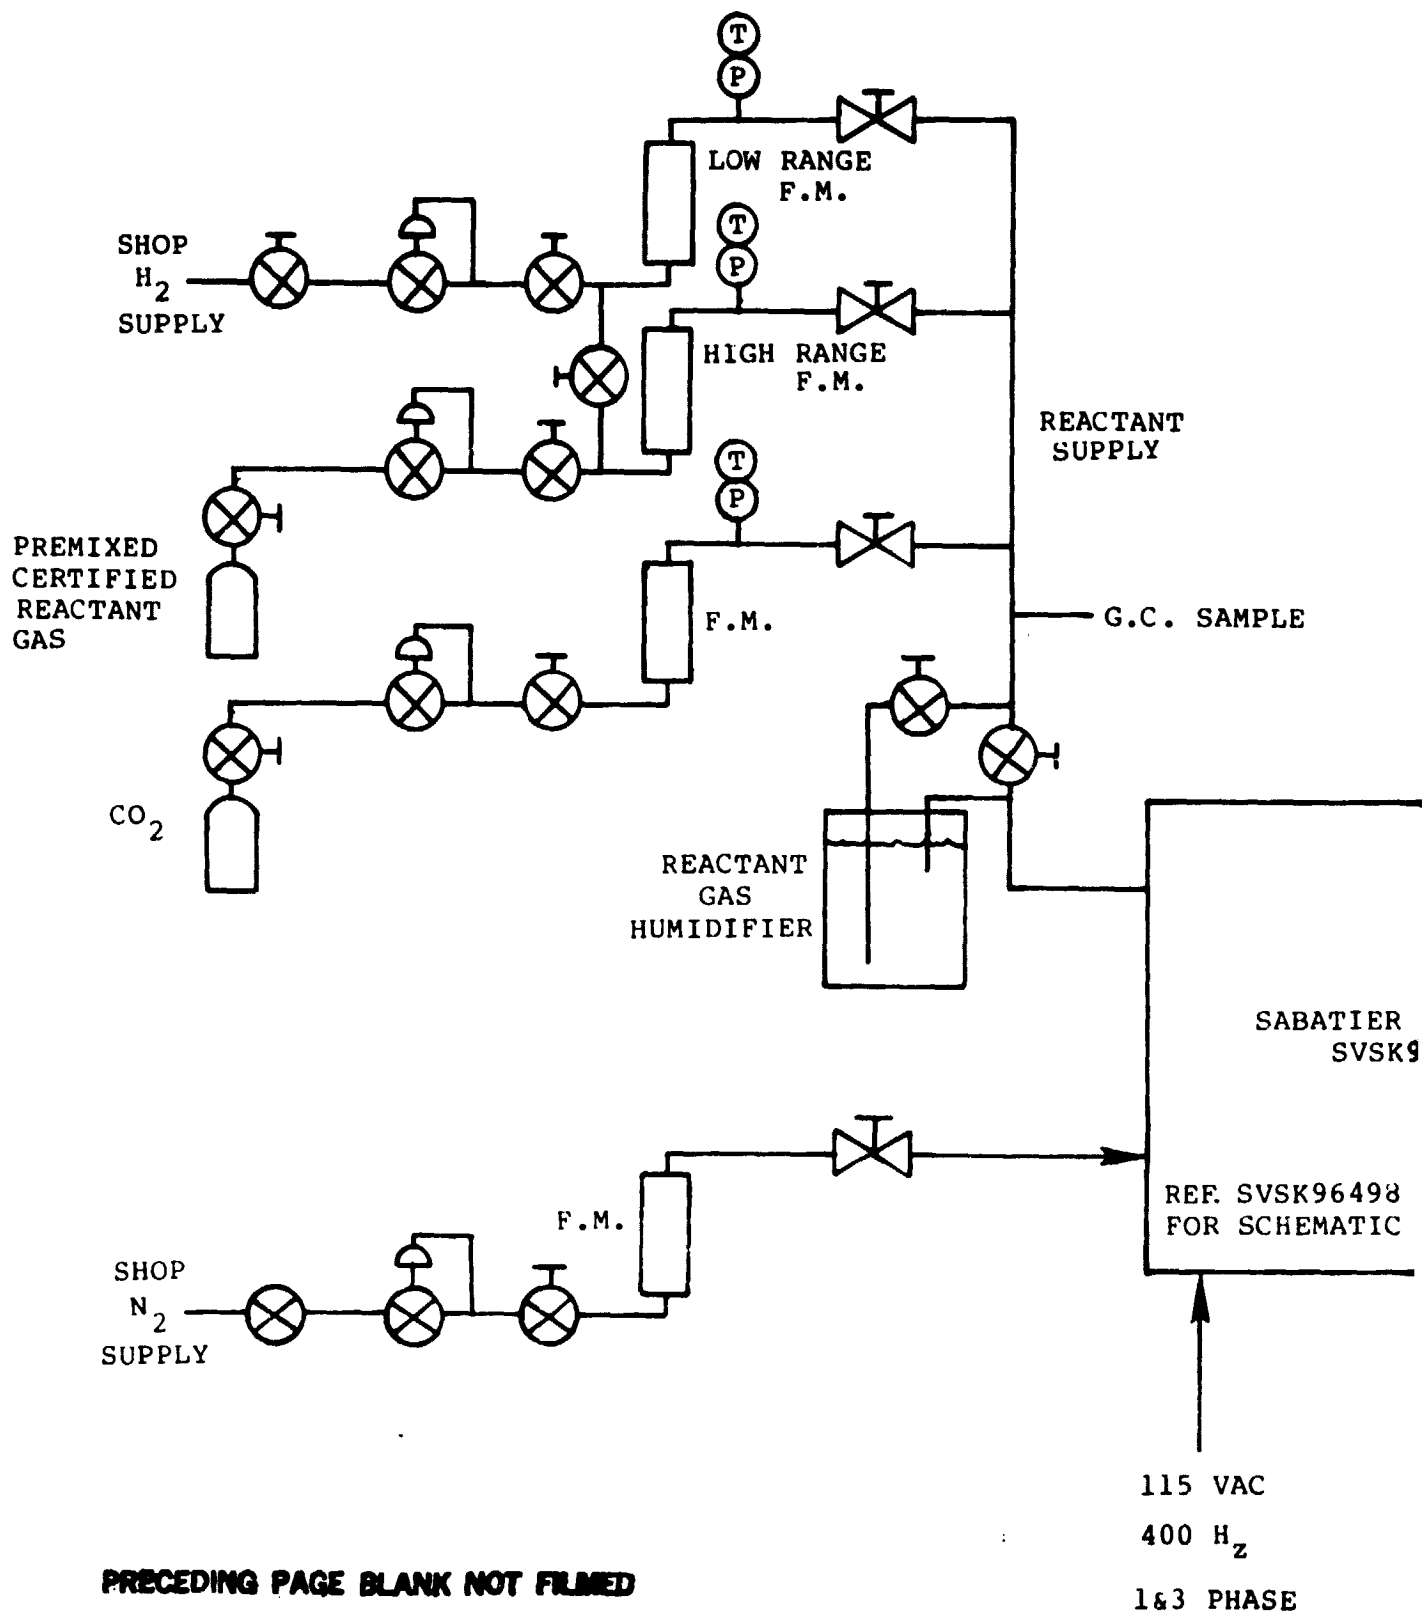 T
P
LOW RANGE
F.M.
T
P
SHOP
H2
SUPPLY
HIGH RANGE
F.M.
REACTANT
SUPPLY
T
P
PREMIXED
CERTIFIED
REACTANT
GAS
F.M.
G.C. SAMPLE
CO2
REACTANT
GAS
HUMIDIFIER
SABATIER
SVSK9
REF. SVSK96498
FOR SCHEMATIC
F.M.
SHOP
N2
SUPPLY
115 VAC
400 Hz
1&3 PHASE
PRECEDING PAGE BLANK NOT FILMED